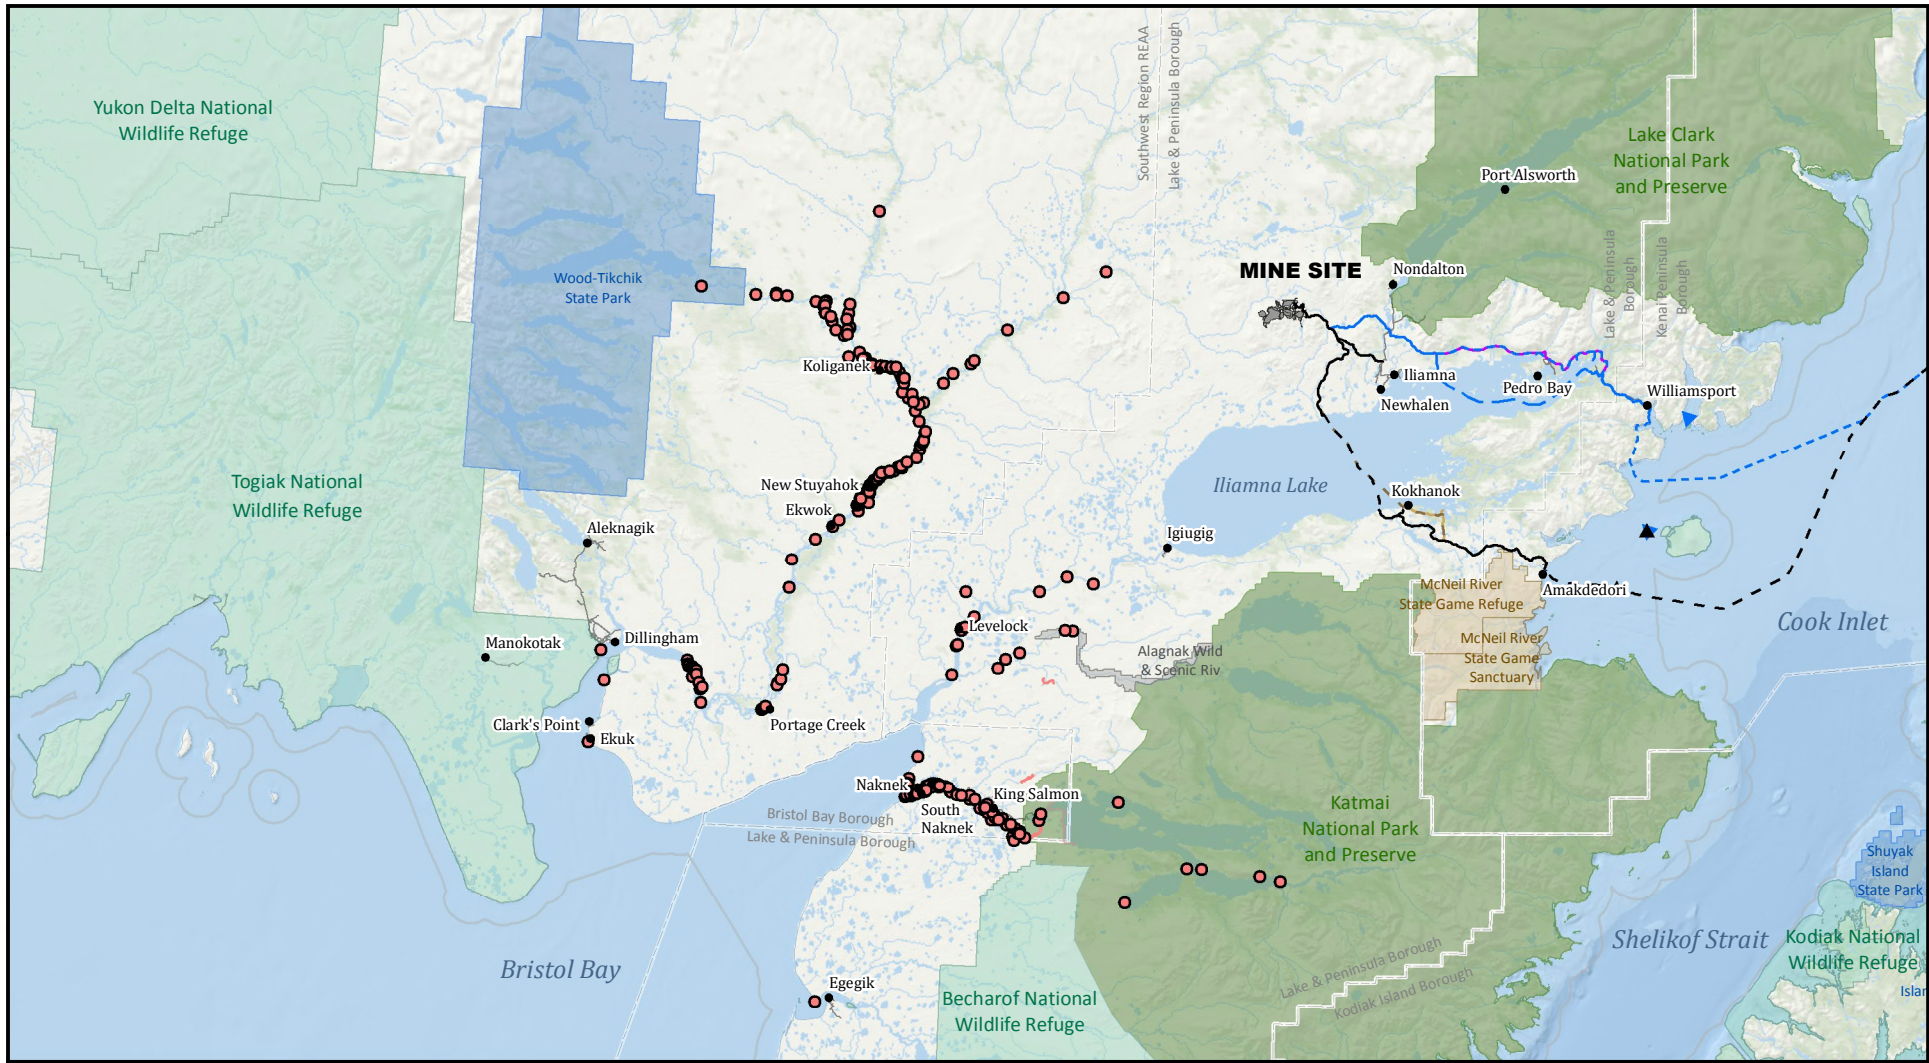 Yukon Delta National
Wildlife Refuge
Southwest Region REAA
Lake & Peninsula Borough
Lake Clark
National Park
and Preserve
Port Alsworth
Wood-Tikchik
State Park
MINE SITE
Nondalton
Lake & Peninsula
Borough
Kenai Peninsula
Borough
Koliganek
Iliamna
Newhalen
Pedro Bay
Williamsport
Togiak National
Wildlife Refuge
New Stuyahok
Ekwok
Iliamna Lake
Kokhanok
Aleknagik
Igiugig
Amakdedori
McNeil River
State Game Refuge
McNeil River
State Game
Sanctuary
Cook Inlet
Manokotak
Dillingham
Levelock
Alagnak Wild
& Scenic Riv
Clark's Point
Ekuk
Portage Creek
Naknek
South
Naknek
King Salmon
Bristol Bay Borough
Lake & Peninsula Borough
Katmai
National Park
and Preserve
Shuyak
Island
State Park
Bristol Bay
Egegik
Becharof National
Wildlife Refuge
Lake & Peninsula Borough
Kodiak Island Borough
Shelikof Strait
Kodiak National
Wildlife Refuge
Islar